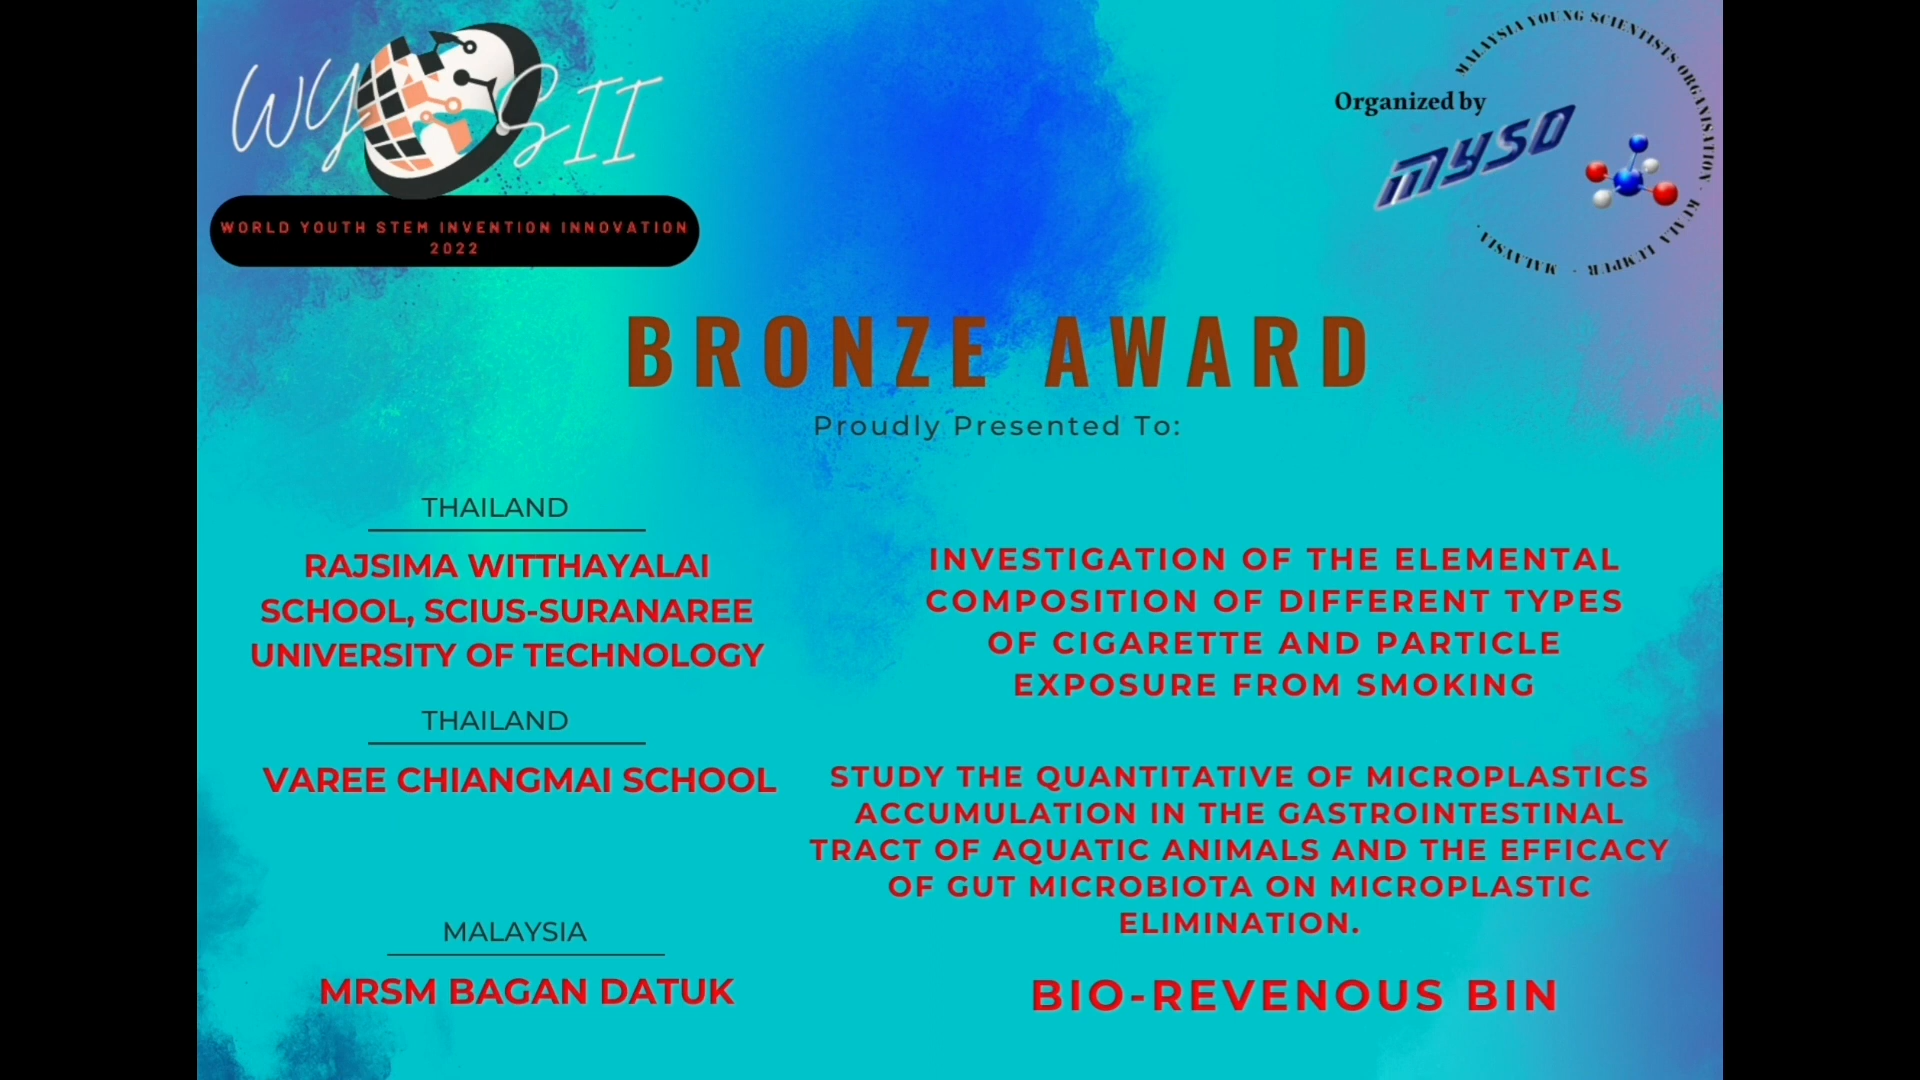 WYSII
WORLD YOUTH STEM INVENTION INNOVATION
2022
Organized by
MYSO
MALAYSIA YOUNG SCIENTISTS ORGANISATION · KUALA LUMPUR · MALAYSIA ·
BRONZE AWARD
Proudly Presented To:
THAILAND
RAJSIMA WITTHAYALAI
SCHOOL, SCIUS-SURANAREE
UNIVERSITY OF TECHNOLOGY
INVESTIGATION OF THE ELEMENTAL
COMPOSITION OF DIFFERENT TYPES
OF CIGARETTE AND PARTICLE
EXPOSURE FROM SMOKING
THAILAND
VAREE CHIANGMAI SCHOOL
STUDY THE QUANTITATIVE OF MICROPLASTICS
ACCUMULATION IN THE GASTROINTESTINAL
TRACT OF AQUATIC ANIMALS AND THE EFFICACY
OF GUT MICROBIOTA ON MICROPLASTIC
ELIMINATION.
MALAYSIA
MRSM BAGAN DATUK
BIO-REVENOUS BIN